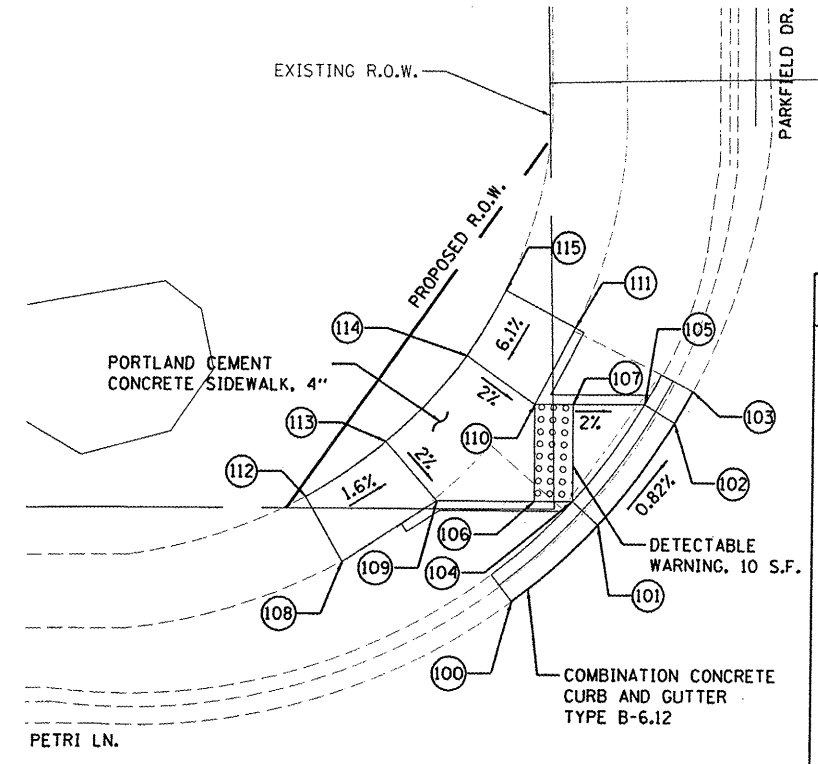 PARKFIELD DR.
EXISTING R.O.W.
PROPOSED R.O.W.
115
111
114
6.1%
105
PORTLAND CEMENT
CONCRETE SIDEWALK, 4"
107
2%
2%
103
113
110
2%
102
112
1.6%
0.82%
106
109
104
DETECTABLE
WARNING, 10 S.F.
101
108
100
COMBINATION CONCRETE
CURB AND GUTTER
TYPE B-6.12
PETRI LN.